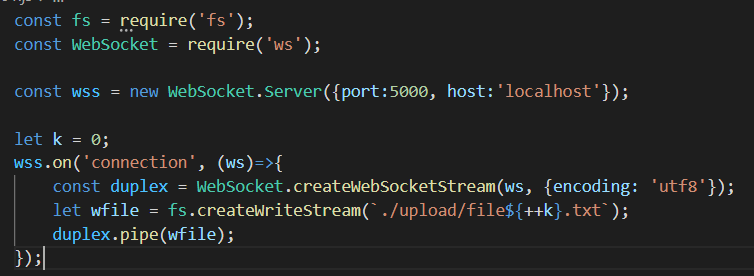 const fs = require('fs');
const WebSocket = require('ws');
const wss = new WebSocket.Server({port:5000, host:'localhost'});
let k = 0;
wss.on('connection', (ws)=>{
    const duplex = WebSocket.createWebSocketStream(ws, {encoding: 'utf8'});
    let wfile = fs.createWriteStream(`./upload/file${++k}.txt`);
    duplex.pipe(wfile);
});